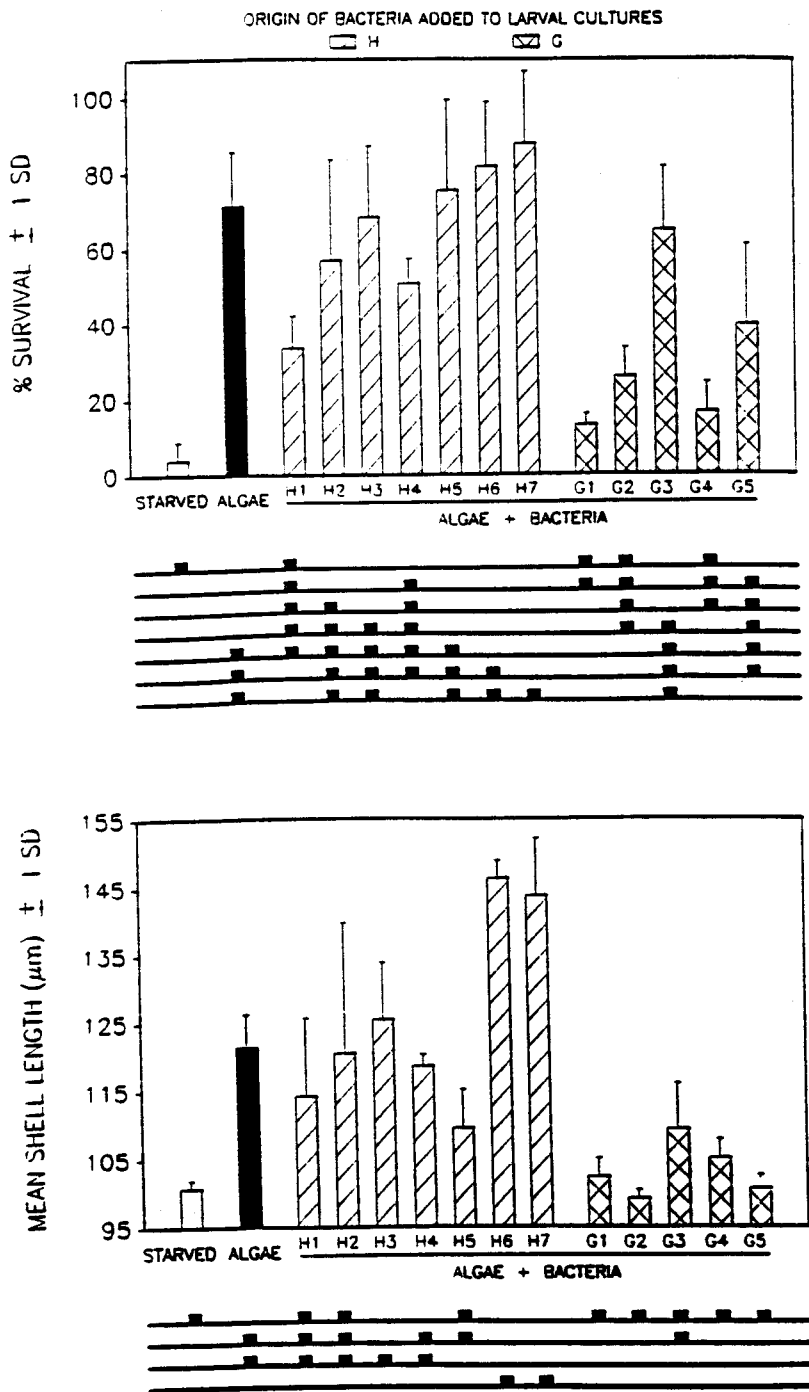 ORIGIN OF BACTERIA ADDED TO LARVAL CULTURES
H G
% SURVIVAL ± 1 SD
100
80
60
40
20
0
STARVED ALGAE H1 H2 H3 H4 H5 H6 H7 G1 G2 G3 G4 G5
ALGAE + BACTERIA
MEAN SHELL LENGTH (μm) ± 1 SD
155
145
135
125
115
105
95
STARVED ALGAE H1 H2 H3 H4 H5 H6 H7 G1 G2 G3 G4 G5
ALGAE + BACTERIA